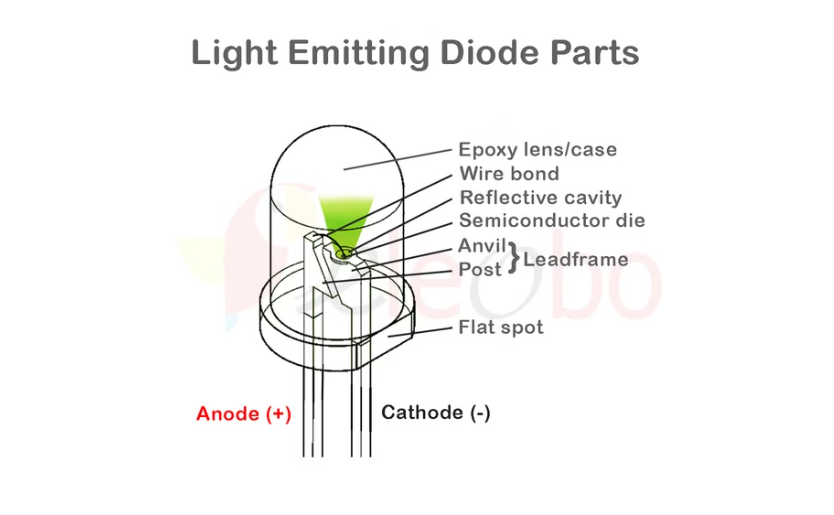 Light Emitting Diode Parts
Epoxy lens/case
Wire bond
Reflective cavity
Semiconductor die
Anvil
Post
Leadframe
Flat spot
Anode (+)
Cathode (-)